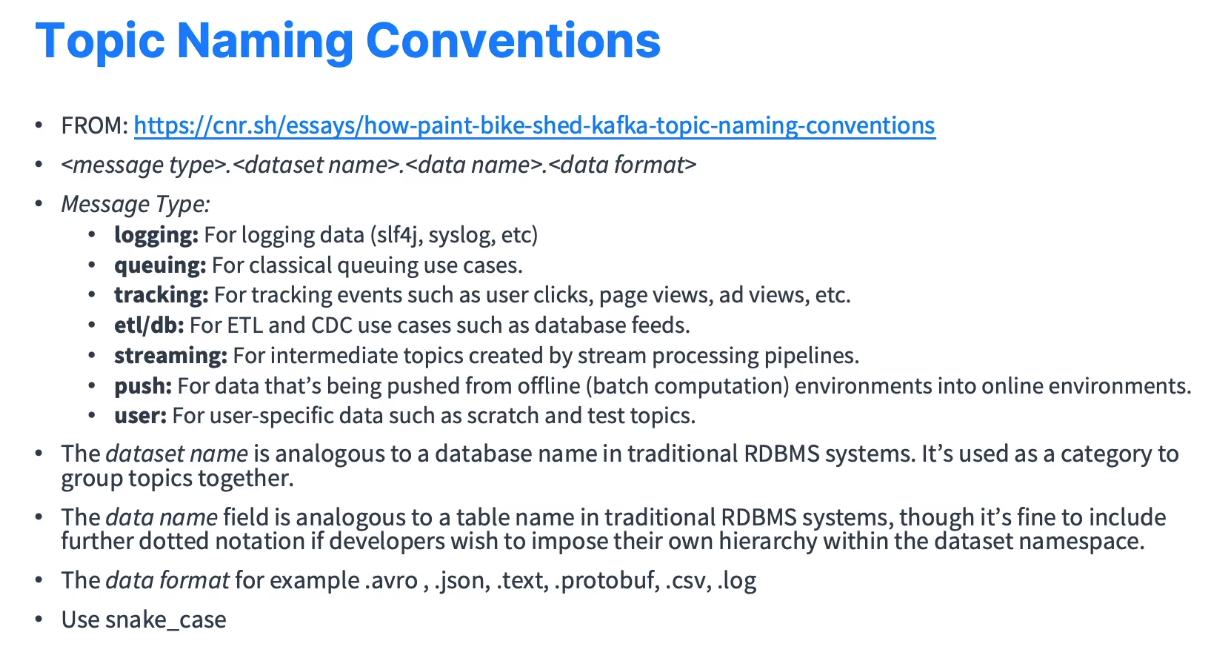 Topic Naming Conventions
• FROM: https://cnr.sh/essays/how-paint-bike-shed-kafka-topic-naming-conventions
• <message type>.<dataset name>.<data name>.<data format>
• Message Type:
• logging: For logging data (slf4j, syslog, etc)
• queuing: For classical queuing use cases.
• tracking: For tracking events such as user clicks, page views, ad views, etc.
• etl/db: For ETL and CDC use cases such as database feeds.
• streaming: For intermediate topics created by stream processing pipelines.
• push: For data that’s being pushed from offline (batch computation) environments into online environments.
• user: For user-specific data such as scratch and test topics.
• The dataset name is analogous to a database name in traditional RDBMS systems. It’s used as a category to
group topics together.
• The data name field is analogous to a table name in traditional RDBMS systems, though it’s fine to include
further dotted notation if developers wish to impose their own hierarchy within the dataset namespace.
• The data format for example .avro , .json, .text, .protobuf, .csv, .log
• Use snake_case